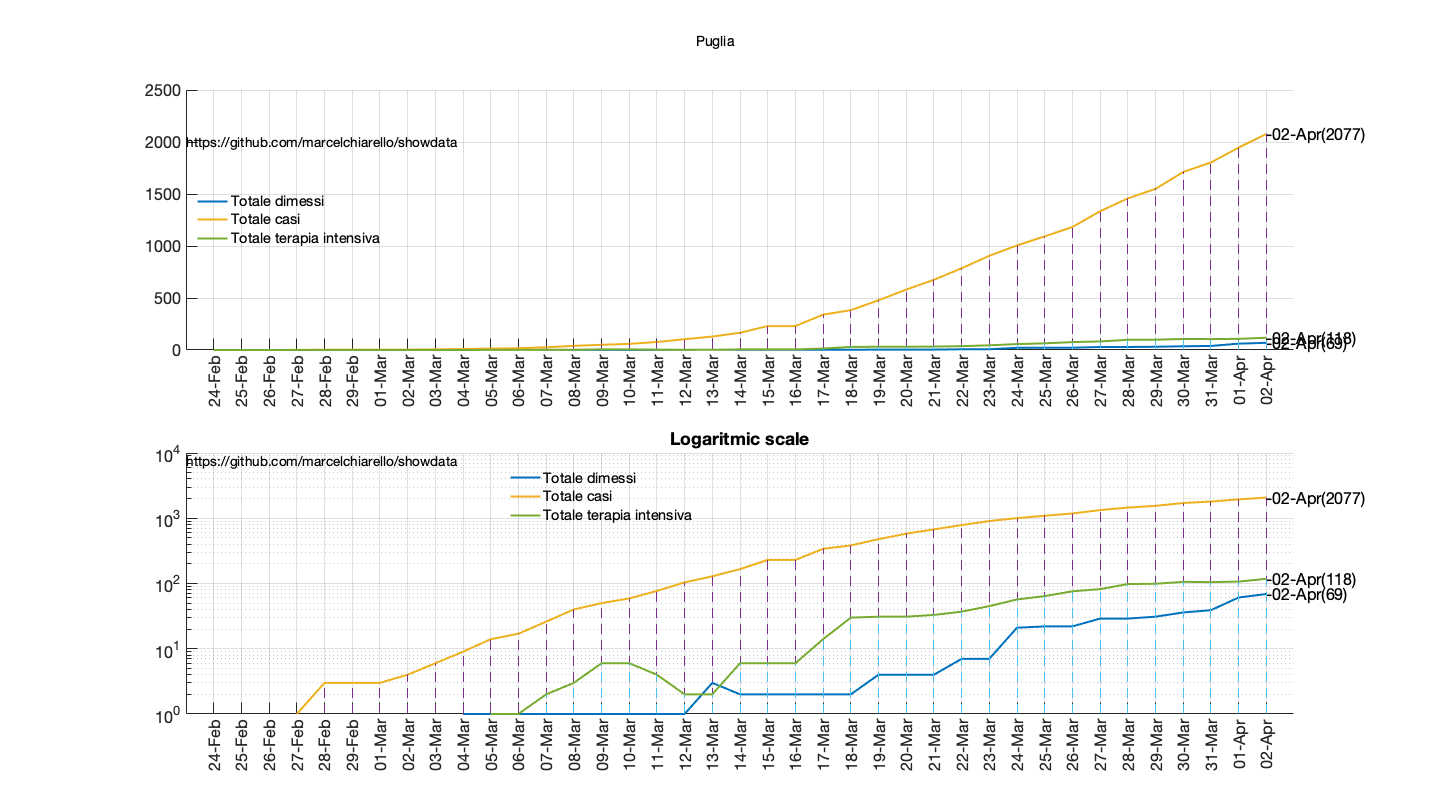 Puglia
2500
2000
1500
1000
500
0
https://github.com/marcelchiarello/showdata
Totale dimessi
Totale casi
Totale terapia intensiva
-02-Apr(2077)
-02-Apr(118)
-02-Apr(69)
24-Feb
25-Feb
26-Feb
27-Feb
28-Feb
29-Feb
01-Mar
02-Mar
03-Mar
04-Mar
05-Mar
06-Mar
07-Mar
08-Mar
09-Mar
10-Mar
11-Mar
12-Mar
13-Mar
14-Mar
15-Mar
16-Mar
17-Mar
18-Mar
19-Mar
20-Mar
21-Mar
22-Mar
23-Mar
24-Mar
25-Mar
26-Mar
27-Mar
28-Mar
29-Mar
30-Mar
31-Mar
01-Apr
02-Apr
Logaritmic scale
10^4
10^3
10^2
10^1
10^0
https://github.com/marcelchiarello/showdata
Totale dimessi
Totale casi
Totale terapia intensiva
-02-Apr(2077)
-02-Apr(118)
-02-Apr(69)
24-Feb
25-Feb
26-Feb
27-Feb
28-Feb
29-Feb
01-Mar
02-Mar
03-Mar
04-Mar
05-Mar
06-Mar
07-Mar
08-Mar
09-Mar
10-Mar
11-Mar
12-Mar
13-Mar
14-Mar
15-Mar
16-Mar
17-Mar
18-Mar
19-Mar
20-Mar
21-Mar
22-Mar
23-Mar
24-Mar
25-Mar
26-Mar
27-Mar
28-Mar
29-Mar
30-Mar
31-Mar
01-Apr
02-Apr